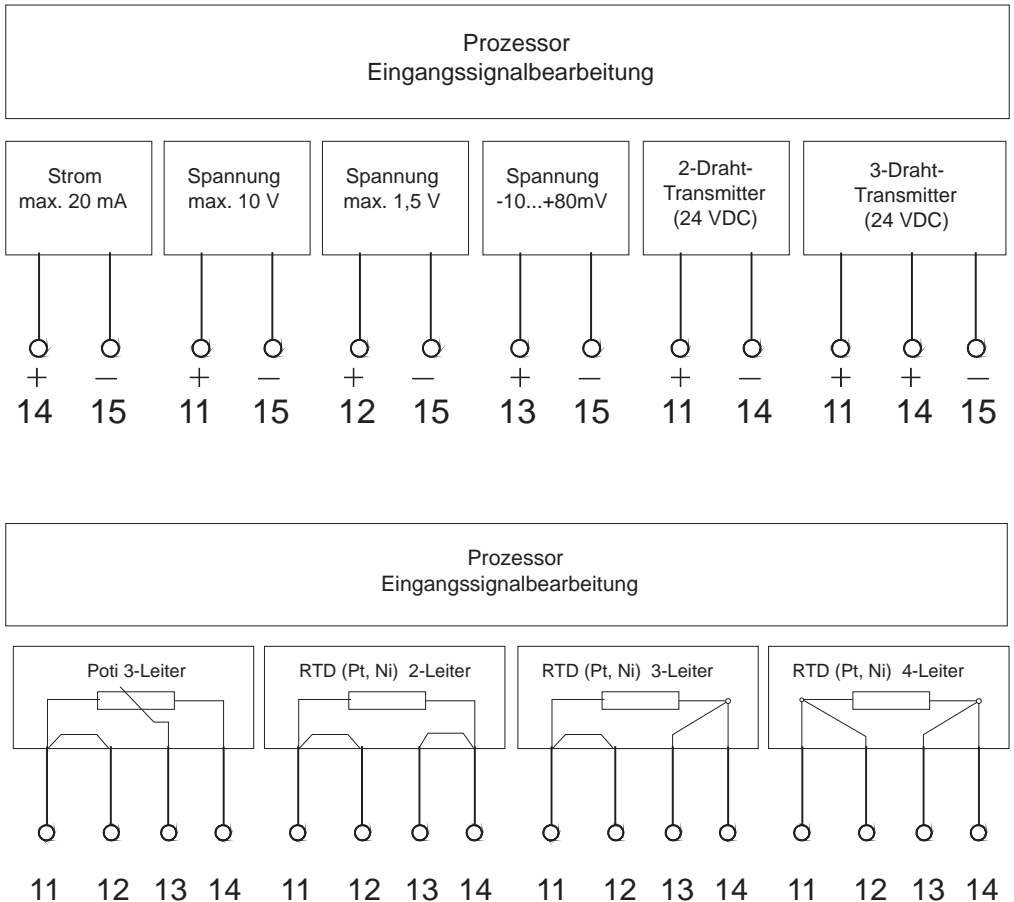 Prozessor
Eingangssignalbearbeitung
Strom
max. 20 mA
Spannung
max. 10 V
Spannung
max. 1,5 V
Spannung
-10...+80mV
2-Draht-
Transmitter
(24 VDC)
3-Draht-
Transmitter
(24 VDC)
+ — + — + — + — + — + + —
14 15 11 15 12 15 13 15 11 14 11 14 15
Prozessor
Eingangssignalbearbeitung
Poti 3-Leiter
RTD (Pt, Ni) 2-Leiter
RTD (Pt, Ni) 3-Leiter
RTD (Pt, Ni) 4-Leiter
11 12 13 14 11 12 13 14 11 12 13 14 11 12 13 14